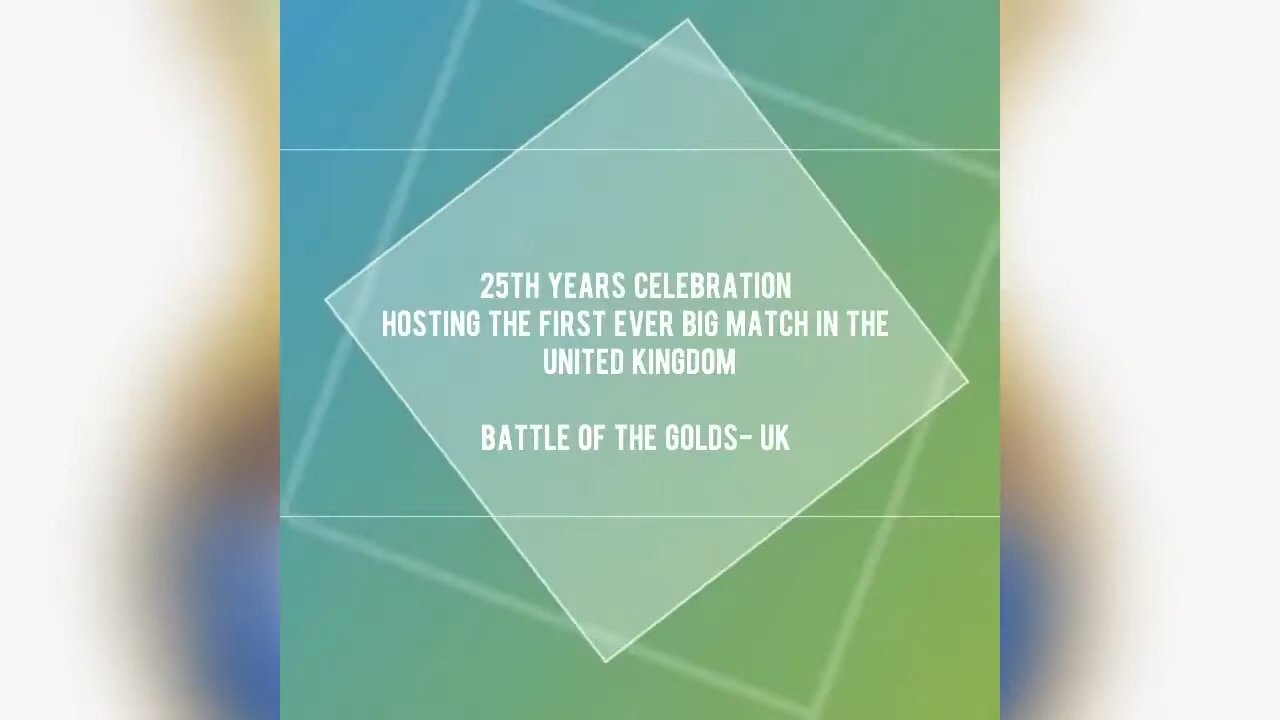 25TH YEARS CELEBRATION
HOSTING THE FIRST EVER BIG MATCH IN THE
UNITED KINGDOM
BATTLE OF THE GOLDS- UK